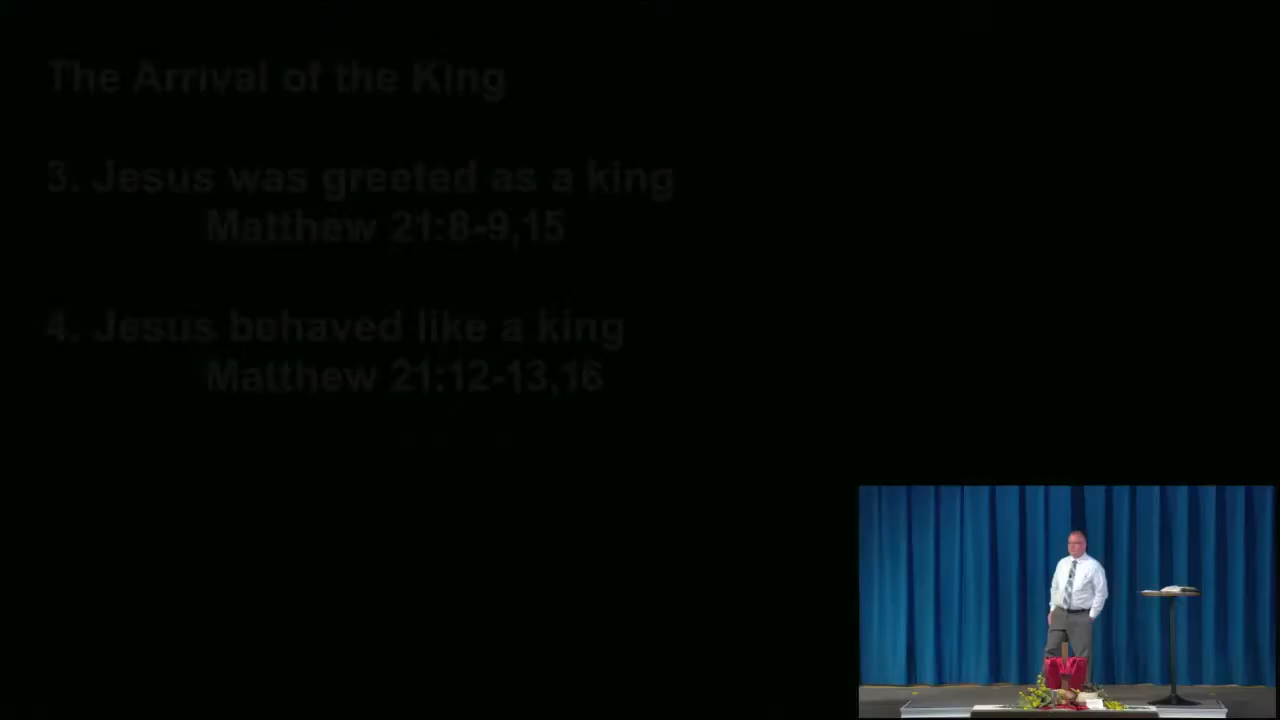 The Arrival of the King
3. Jesus was greeted as a king
Matthew 21:8-9,15
4. Jesus behaved like a king
Matthew 21:12-13,16